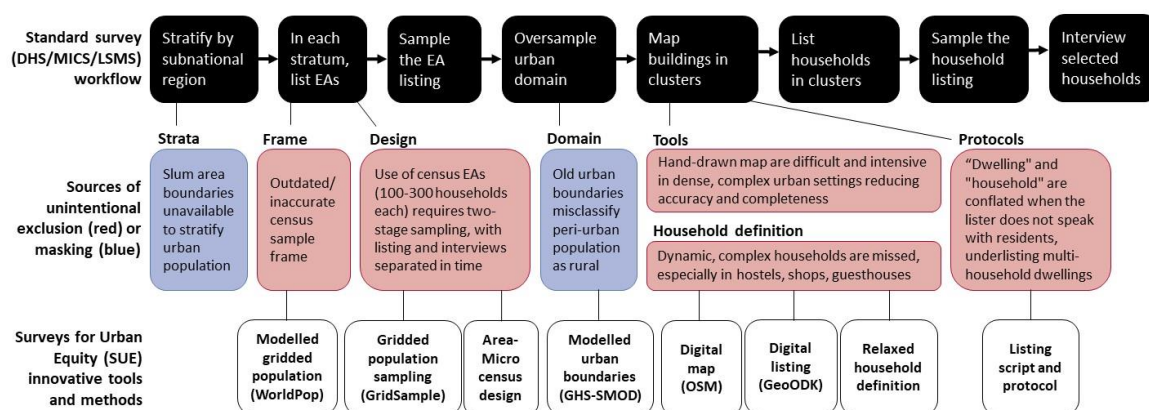 Standard survey
(DHS/MICS/LSMS)
workflow
Stratify by
subnational
region
In each
stratum,
list EAs
Sample
the EA
listing
Oversample
urban
domain
Map
buildings in
clusters
List
households
in clusters
Sample the
household
listing
Interview
selected
households
Sources of
unintentional
exclusion (red) or
masking (blue)
Strata
Slum area
boundaries
unavailable
to stratify
urban
population
Frame
Outdated/
inaccurate
census
sample
frame
Design
Use of census EAs
(100-300 households
each) requires two-
stage sampling, with
listing and interviews
separated in time
Domain
Old urban
boundaries
misclassify
peri-urban
population
as rural
Tools
Hand-drawn map are difficult and intensive
in dense, complex urban settings reducing
accuracy and completeness
Household definition
Dynamic, complex households are missed,
especially in hostels, shops, guesthouses
Protocols
“Dwelling" and
"household" are
conflated when the
lister does not speak
with residents,
underlisting multi-
household dwellings
Surveys for Urban
Equity (SUE)
innovative tools
and methods
Modelled
gridded
population
(WorldPop)
Gridded
population
sampling
(GridSample)
Area-
Micro
census
design
Modelled
urban
boundaries
(GHS-SMOD)
Digital
map
(OSM)
Digital
listing
(GeoODK)
Relaxed
household
definition
Listing
script and
protocol